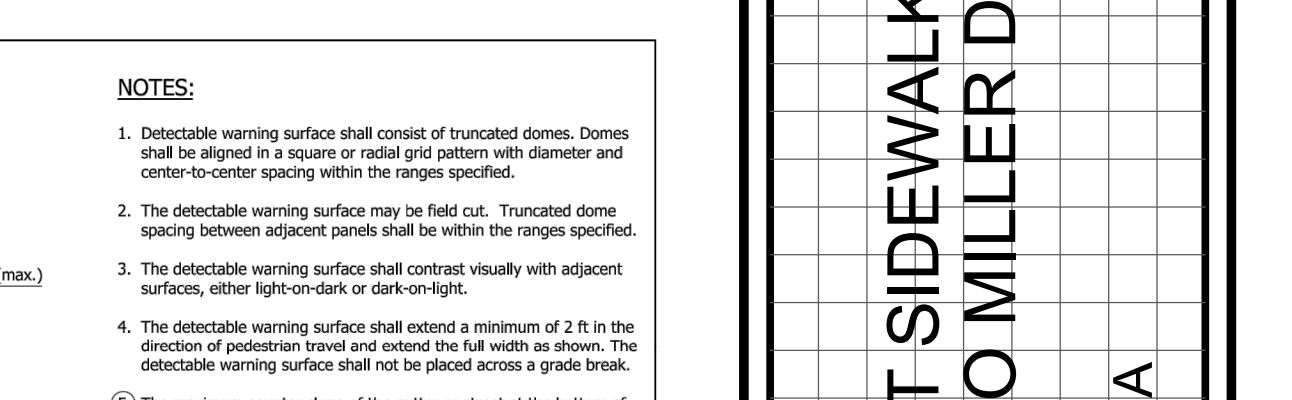 NOTES:
1. Detectable warning surface shall consist of truncated domes. Domes
shall be aligned in a square or radial grid pattern with diameter and
center-to-center spacing within the ranges specified.
2. The detectable warning surface may be field cut. Truncated dome
spacing between adjacent panels shall be within the ranges specified.
3. The detectable warning surface shall contrast visually with adjacent
surfaces, either light-on-dark or dark-on-light.
4. The detectable warning surface shall extend a minimum of 2 ft in the
direction of pedestrian travel and extend the full width as shown. The
detectable warning surface shall not be placed across a grade break.
(max.)
T SIDEWALK
O MILLER D
A